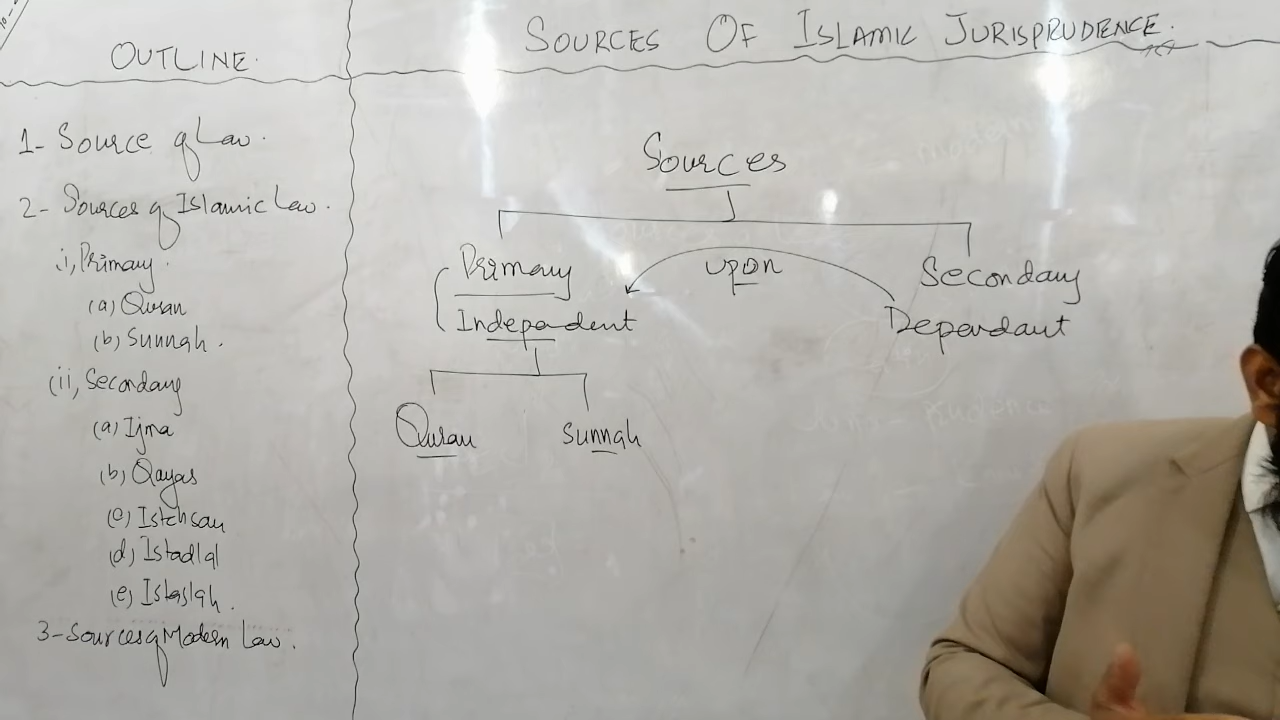 OUTLINE.
1- Source of Law.
2- Sources of Islamic Law.
i, Primary.
(a) Quran
(b) Sunnah.
(ii, Secondary
(a) Ijma
(b) Qayas
(c) Istehsan
(d) Istadlal
(e) Istaslah.
3- Sources of Modern Law.
SOURCES OF ISLAMIC JURISPRUDENCE.
Sources
Primary
upon
Secondary
Independent
Dependant
Quran
Sunnah